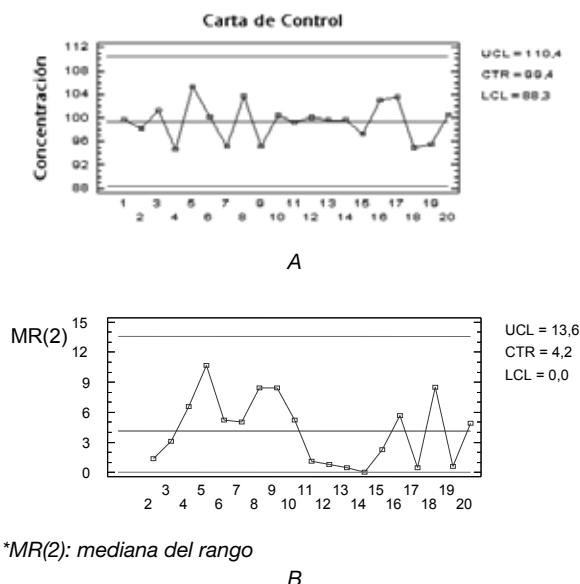 Carta de Control
Concentración
112
108
104
100
96
92
88
UCL = 110,4
CTR = 99,4
LCL = 88,3
1 3 5 7 9 11 13 15 17 19
2 4 6 8 10 12 14 16 18 20
A
MR(2)
15
12
9
6
3
0
UCL = 13,6
CTR = 4,2
LCL = 0,0
3 5 7 9 11 13 15 17 19
2 4 6 8 10 12 14 16 18 20
*MR(2): mediana del rango
B